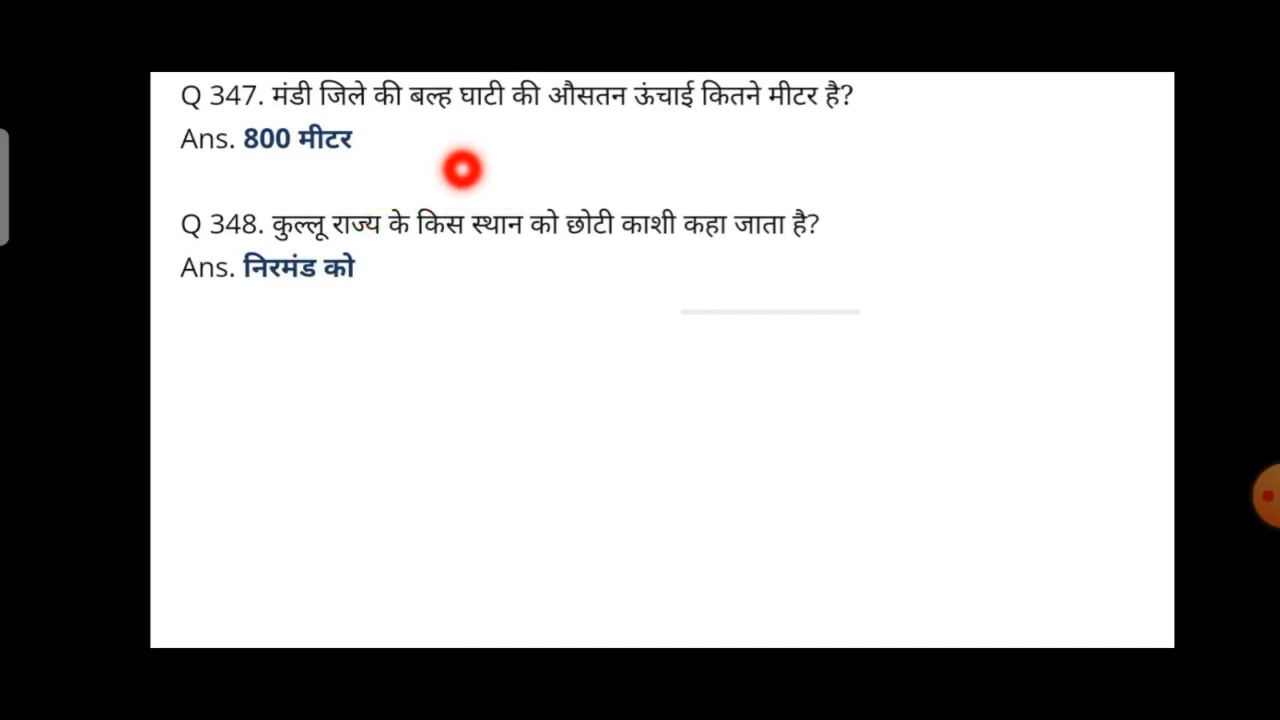 Q 347. मंडी जिले की बल्ह घाटी की औसतन ऊंचाई कितने मीटर है?
Ans. 800 मीटर
Q 348. कुल्लू राज्य के किस स्थान को छोटी काशी कहा जाता है?
Ans. निरमंड को